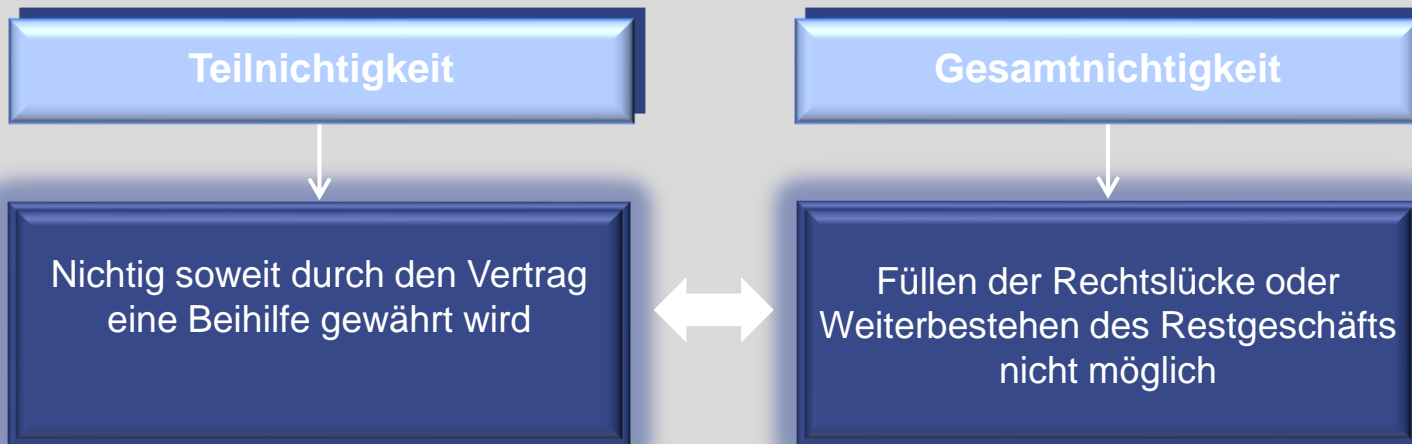 Teilnichtigkeit
Nichtig soweit durch den Vertrag
eine Beihilfe gewährt wird
Gesamtnichtigkeit
Füllen der Rechtslücke oder
Weiterbestehen des Restgeschäfts
nicht möglich